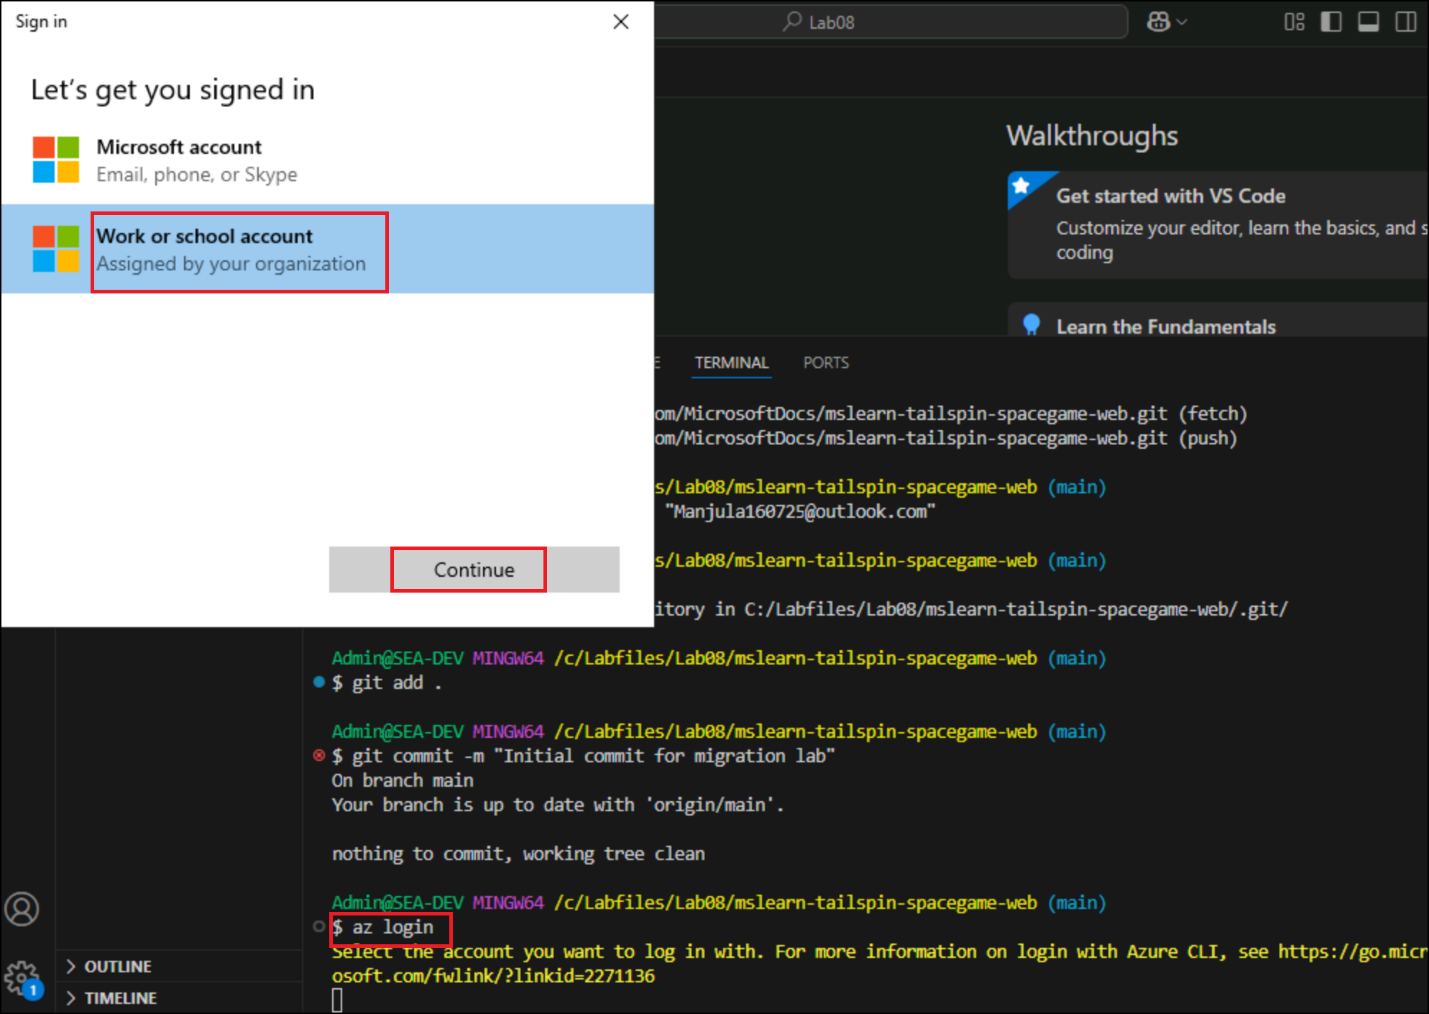 Sign in
Lab08
Let's get you signed in
Microsoft account
Email, phone, or Skype
Work or school account
Assigned by your organization
Continue
Walkthroughs
Get started with VS Code
Customize your editor, learn the basics, and s
coding
Learn the Fundamentals
E TERMINAL PORTS
om/MicrosoftDocs/mslearn-tailspin-spacegame-web.git (fetch)
om/MicrosoftDocs/mslearn-tailspin-spacegame-web.git (push)
s/Lab08/mslearn-tailspin-spacegame-web (main)
"Manjula160725@outlook.com"
s/Lab08/mslearn-tailspin-spacegame-web (main)
itory in C:/Labfiles/Lab08/mslearn-tailspin-spacegame-web/.git/
Admin@SEA-DEV MINGW64 /c/Labfiles/Lab08/mslearn-tailspin-spacegame-web (main)
$ git add .
Admin@SEA-DEV MINGW64 /c/Labfiles/Lab08/mslearn-tailspin-spacegame-web (main)
$ git commit -m "Initial commit for migration lab"
On branch main
Your branch is up to date with 'origin/main'.
nothing to commit, working tree clean
Admin@SEA-DEV MINGW64 /c/Labfiles/Lab08/mslearn-tailspin-spacegame-web (main)
$ az login
Select the account you want to log in with. For more information on login with Azure CLI, see https://go.micr
osoft.com/fwlink/?linkid=2271136
OUTLINE
TIMELINE
1